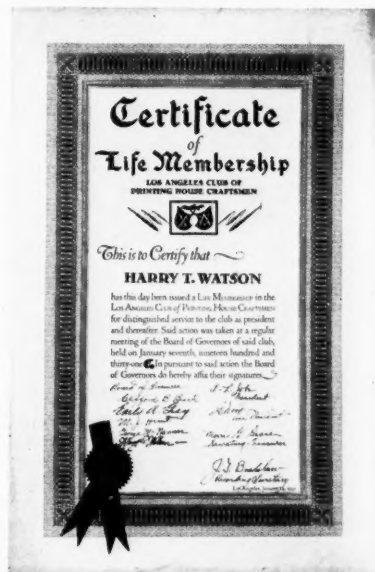 Certificate
of
Life Membership
LOS ANGELES CLUB OF
PRINTING HOUSE CRAFTSMEN
This is to Certify that
HARRY T. WATSON
has this day been issued a LIFE MEMBERSHIP in the
LOS ANGELES CLUB of PRINTING HOUSE CRAFTSMEN
for distinguished service to the club as president
and thereafter. Said action was taken at a regular
meeting of the Board of Governors of said club,
held on January seventh, nineteen hundred and
thirty-one In pursuant to said action the Board
of Governors do hereby affix their signatures
Board of
President
Vice President
Secretary
Recording Secretary
Los Angeles, January